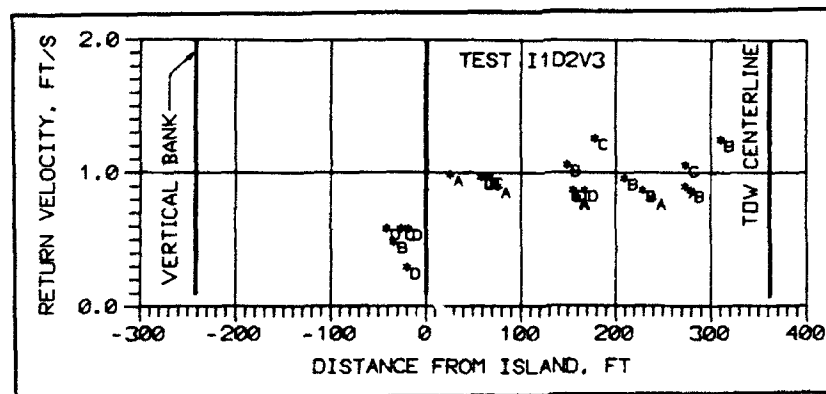 RETURN VELOCITY, FT/S
2.0
1.0
0.0
VERTICAL BANK
TEST I1D2V3
TOW CENTERLINE
C
B
D
C
A
A
B
B
A
D
A
B
D
B
D
-300 -200 -100 0 100 200 300 400
DISTANCE FROM ISLAND, FT